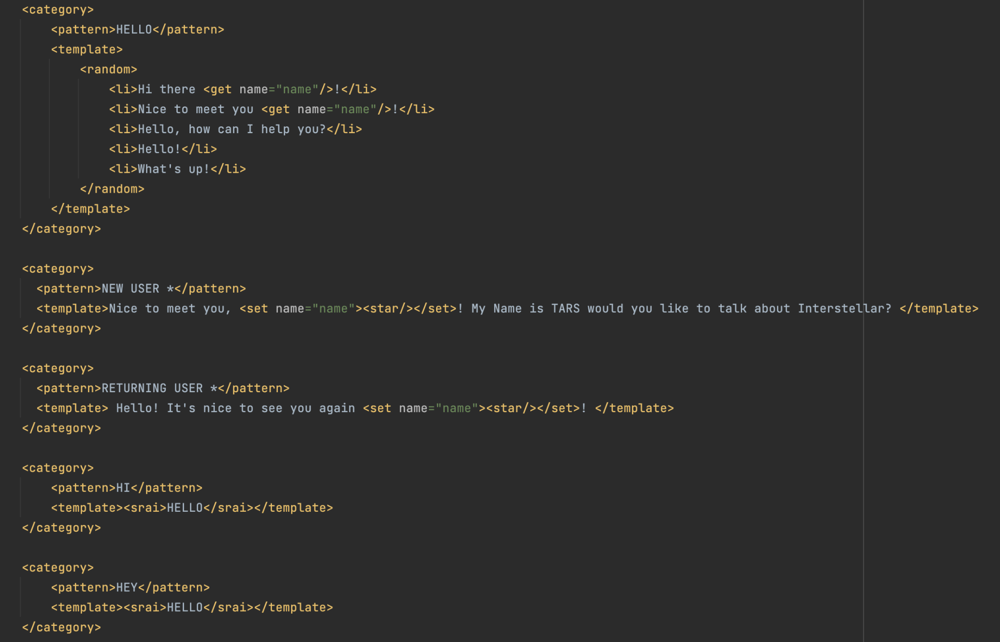 <category>
<pattern>HELLO</pattern>
<template>
<random>
<li>Hi there <get name="name"/>!</li>
<li>Nice to meet you <get name="name"/>!</li>
<li>Hello, how can I help you?</li>
<li>Hello!</li>
<li>What's up!</li>
</random>
</template>
</category>
<category>
<pattern>NEW USER *</pattern>
<template>Nice to meet you, <set name="name"><star/></set>! My Name is TARS would you like to talk about Interstellar? </template>
</category>
<category>
<pattern>RETURNING USER *</pattern>
<template> Hello! It's nice to see you again <set name="name"><star/></set>! </template>
</category>
<category>
<pattern>HI</pattern>
<template><srai>HELLO</srai></template>
</category>
<category>
<pattern>HEY</pattern>
<template><srai>HELLO</srai></template>
</category>